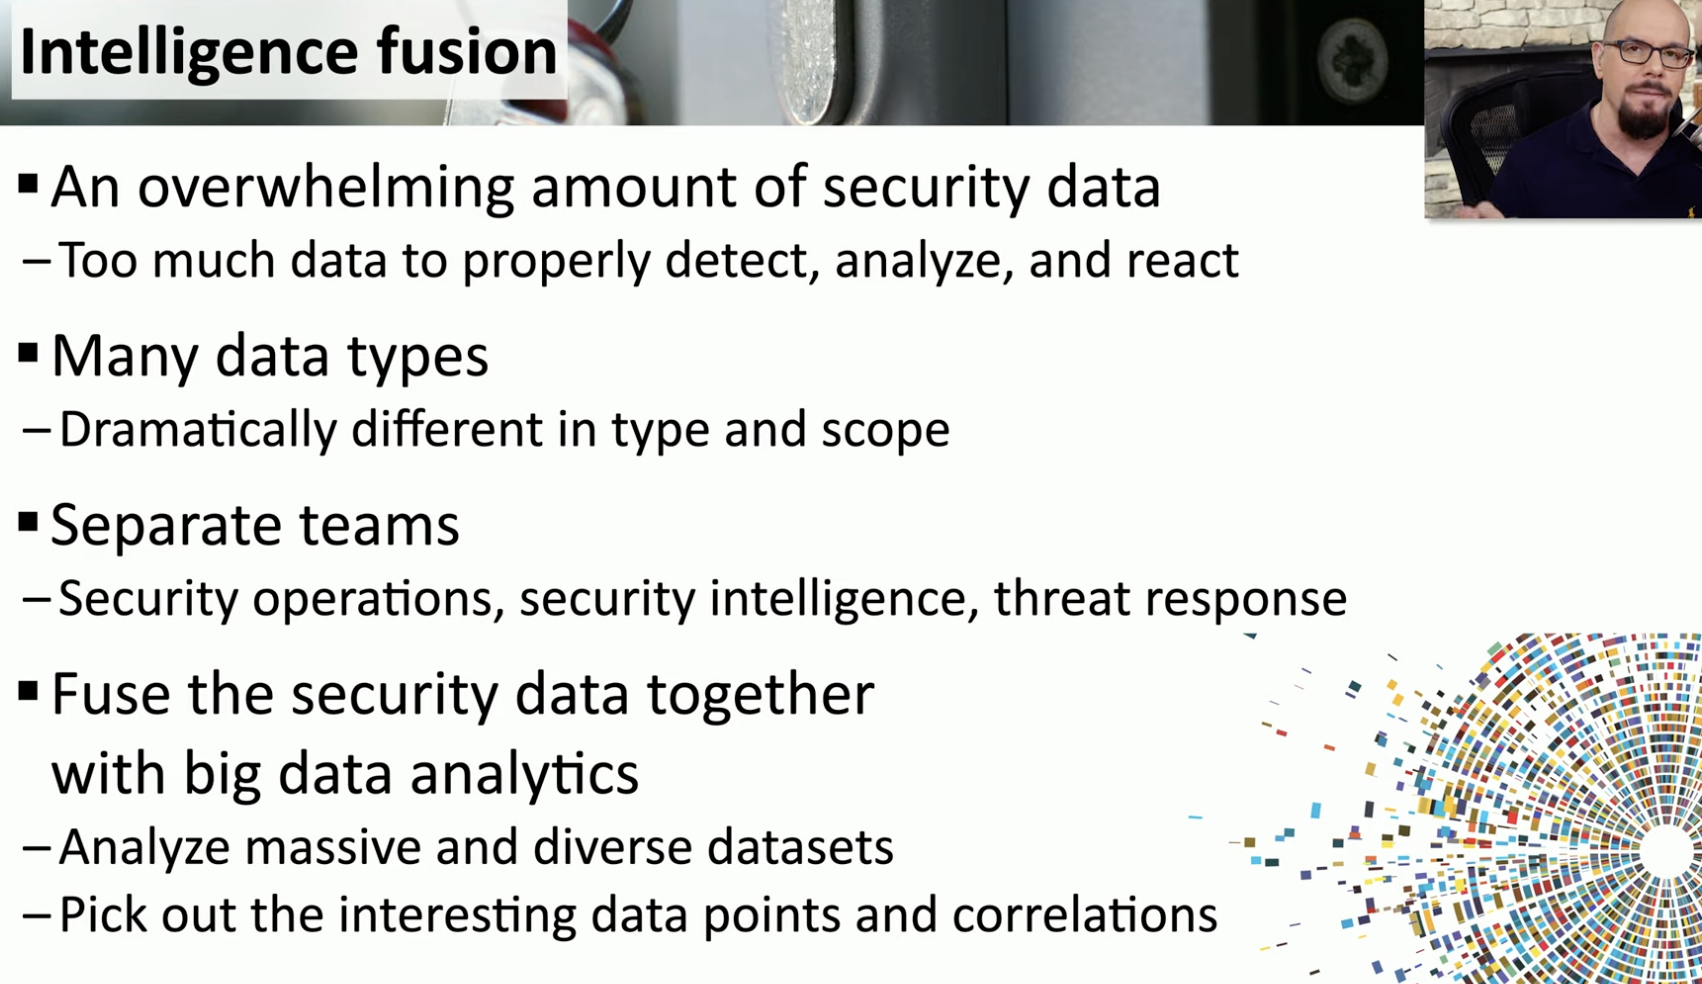 Intelligence fusion
▪ An overwhelming amount of security data
– Too much data to properly detect, analyze, and react
▪ Many data types
– Dramatically different in type and scope
▪ Separate teams
– Security operations, security intelligence, threat response
▪ Fuse the security data together
with big data analytics
– Analyze massive and diverse datasets
– Pick out the interesting data points and correlations